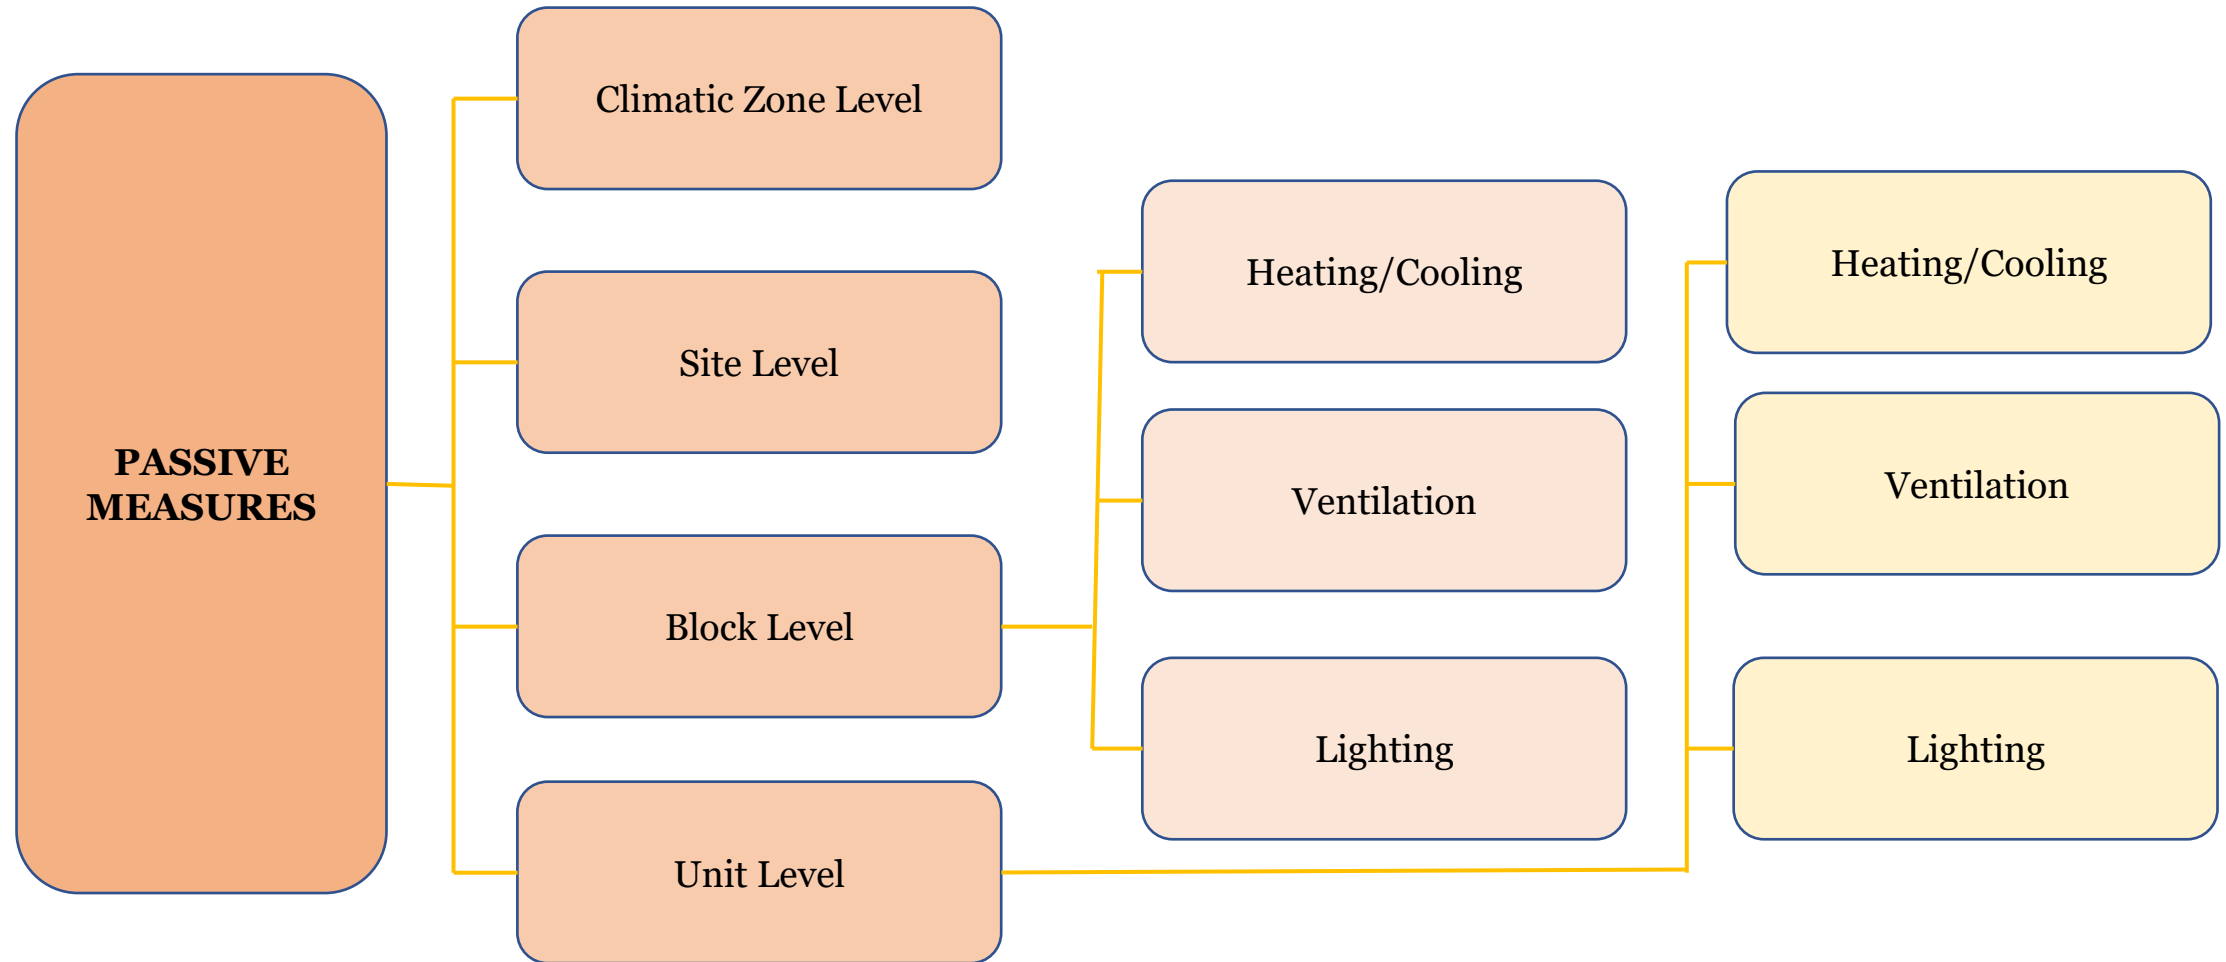 PASSIVE
MEASURES
Climatic Zone Level
Site Level
Block Level
Unit Level
Heating/Cooling
Ventilation
Lighting
Heating/Cooling
Ventilation
Lighting